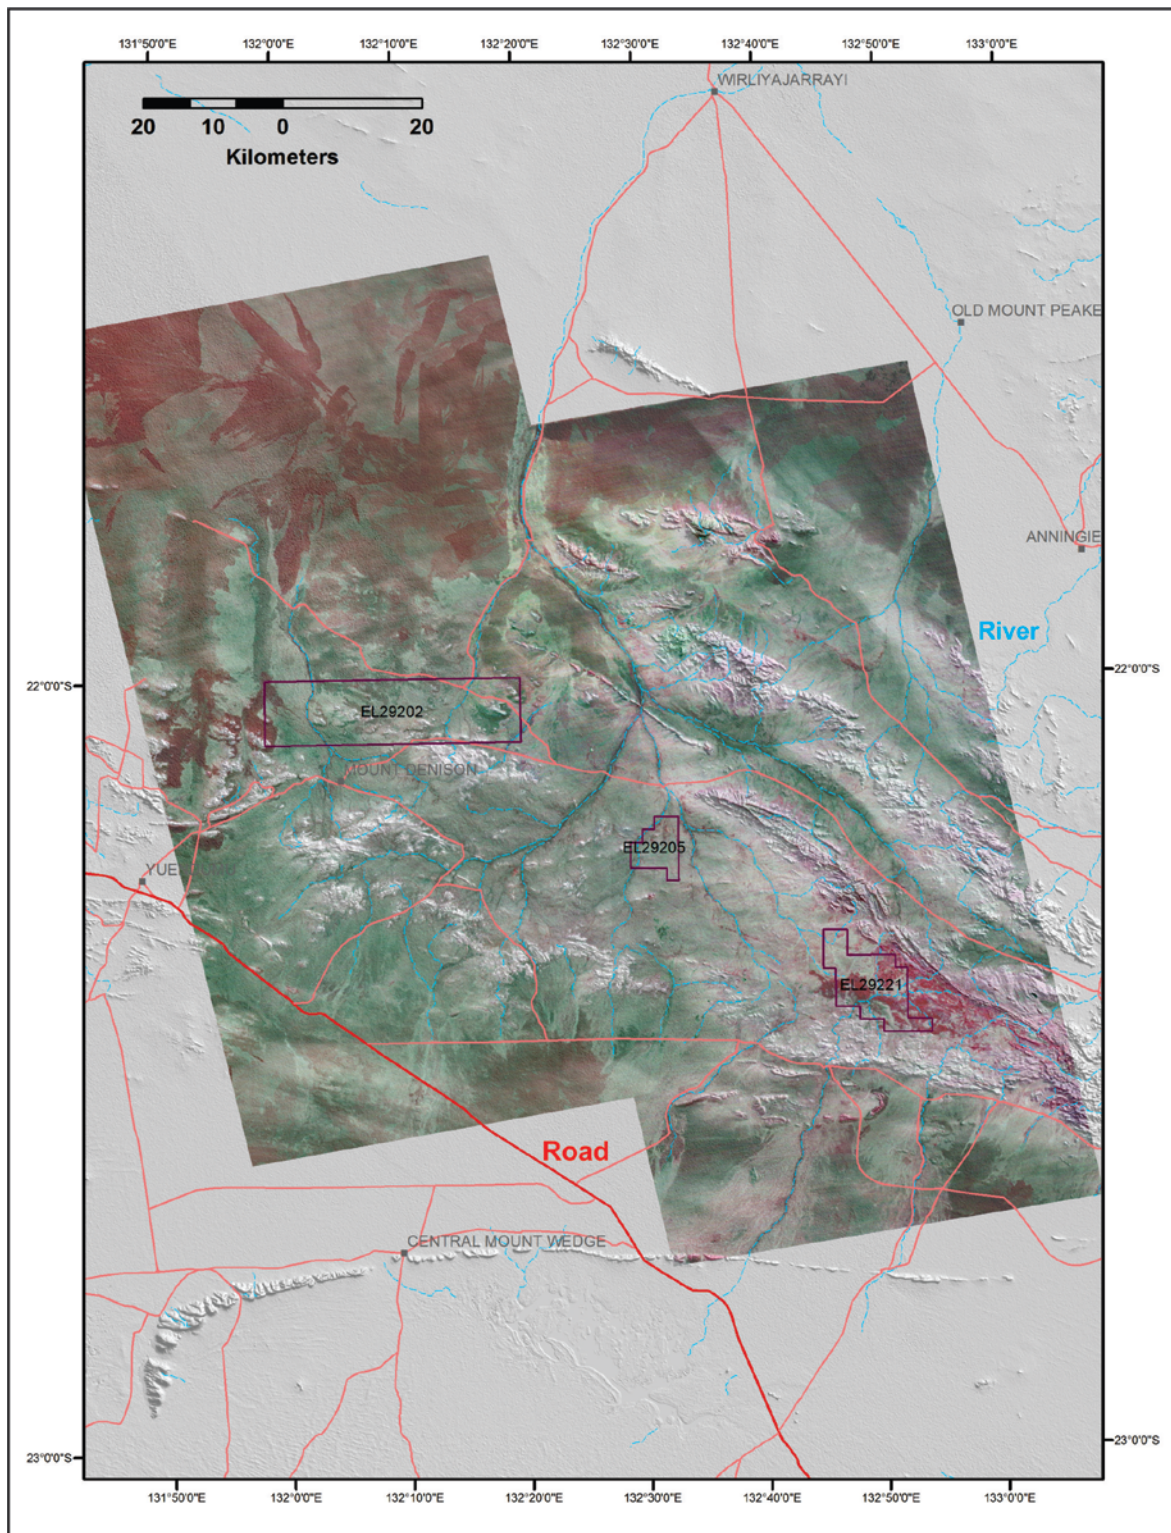 131°50'0"E 132°0'0"E 132°10'0"E 132°20'0"E 132°30'0"E 132°40'0"E 132°50'0"E 133°0'0"E
WIRLIYAJARRAYI
20 10 0 20
Kilometers
OLD MOUNT PEAKE
ANNINGIE
River
22°0'0"S 22°0'0"S
EL29202
MOUNT DENISON
EL29205
EL29221
Road
CENTRAL MOUNT WEDGE
23°0'0"S 23°0'0"S
131°50'0"E 132°0'0"E 132°10'0"E 132°20'0"E 132°30'0"E 132°40'0"E 132°50'0"E 133°0'0"E